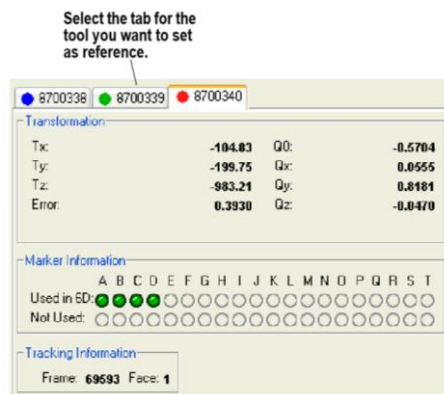 Select the tab for the
tool you want to set
as reference.
8700338 8700339 8700340
Transformation
Tx: -104.83 Q0: -0.5704
Ty: -199.75 Qx: 0.0555
Tz: -983.21 Qy: 0.8181
Error: 0.3930 Qz: -0.0470
Marker Information
A B C D E F G H I J K L M N O P Q R S T
Used in 6D:
Not Used:
Tracking Information
Frame: 69593 Face: 1